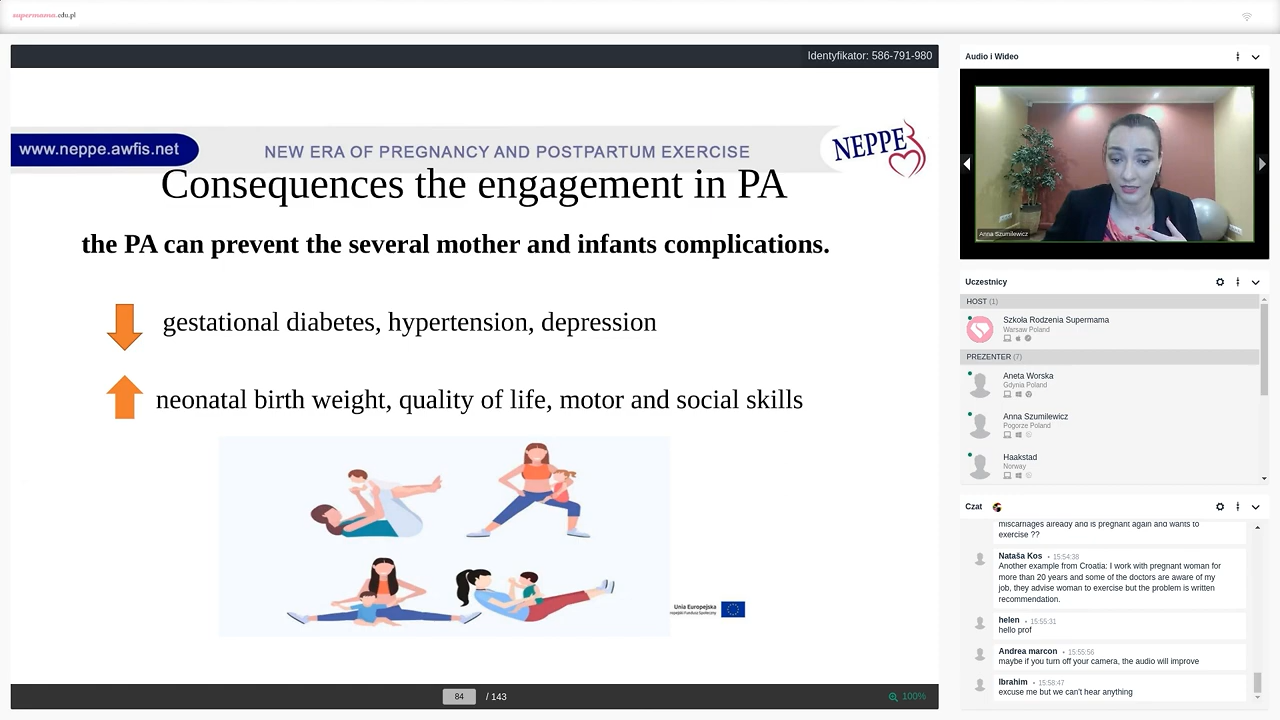 supermama.edu.pl
Identyfikator: 586-791-980
www.neppe.awfis.net
NEW ERA OF PREGNANCY AND POSTPARTUM EXERCISE
NEPPE
Consequences the engagement in PA
the PA can prevent the several mother and infants complications.
gestational diabetes, hypertension, depression
neonatal birth weight, quality of life, motor and social skills
Unia Europejska
Fundusz Społeczny
84 / 143
100%
Audio i Wideo
Anna Szumilewicz
Uczestnicy
HOST (1)
Szkoła Rodzenia Supermama
Warsaw Poland
PREZENTER (7)
Aneta Worska
Gdynia Poland
Anna Szumilewicz
Pogorze Poland
Haakstad
Norway
Czat
miscarriages already and is pregnant again and wants to
exercise ??
Nataša Kos • 15:54:38
Another example from Croatia: I work with pregnant woman for
more than 20 years and some of the doctors are aware of my
job, they advise woman to exercise but the problem is written
recommendation.
helen • 15:55:31
hello prof
Andrea marcon • 15:55:56
maybe if you turn off your camera, the audio will improve
Ibrahim • 15:58:47
excuse me but we can't hear anything